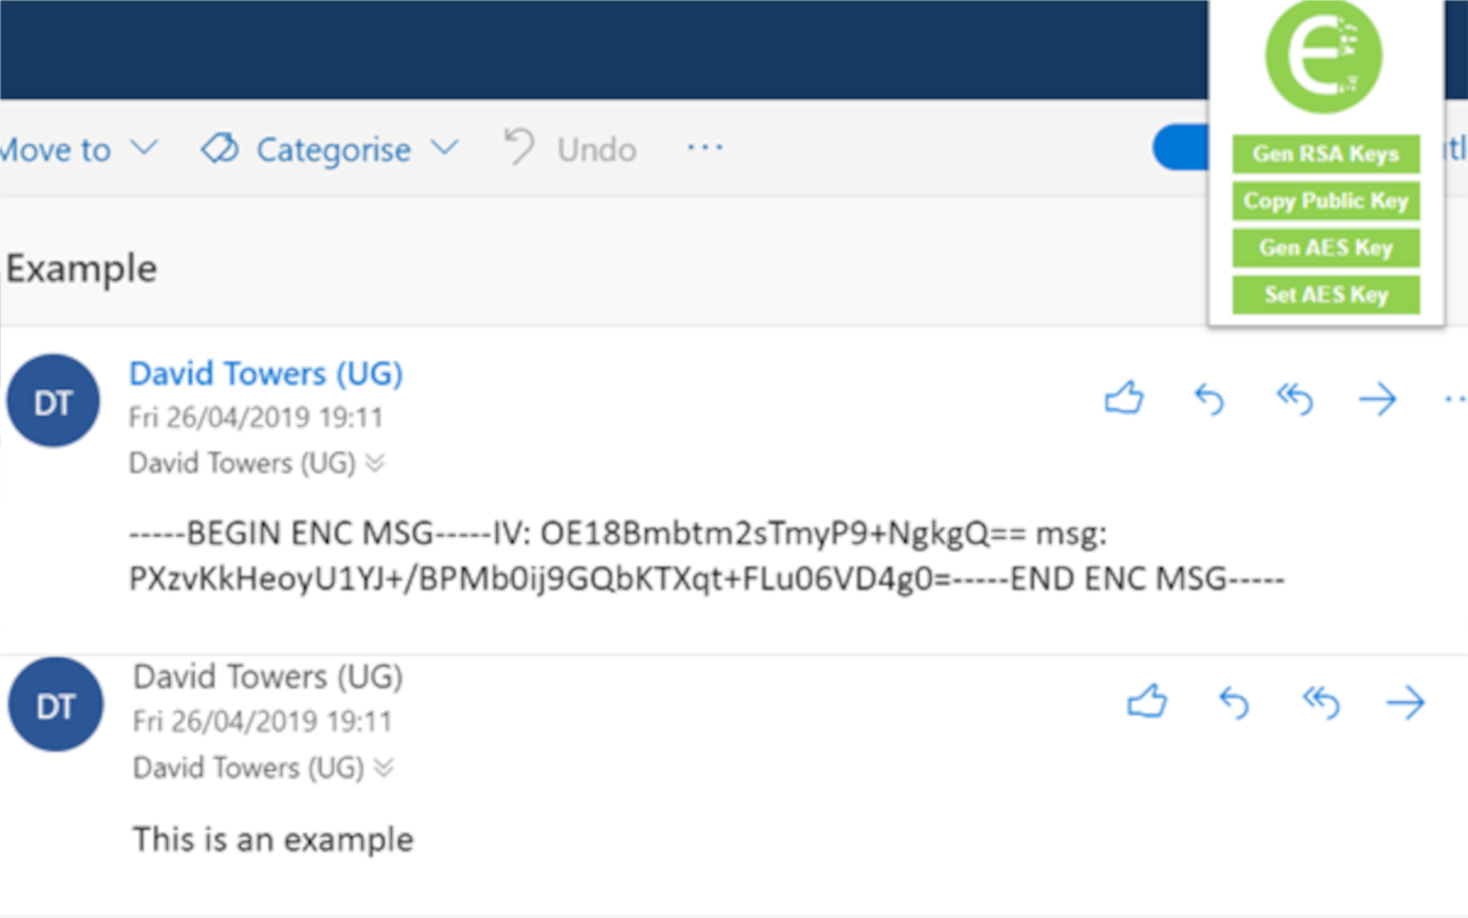 Move to
Categorise
Undo
Gen RSA Keys
Copy Public Key
Gen AES Key
Set AES Key
Example
DT
David Towers (UG)
Fri 26/04/2019 19:11
David Towers (UG)
-----BEGIN ENC MSG-----IV: OE18Bmbtm2sTmyP9+NgkgQ== msg:
PXzvKkHeoyU1YJ+/BPMb0ij9GQbKTXqt+FLu06VD4g0=-----END ENC MSG-----
DT
David Towers (UG)
Fri 26/04/2019 19:11
David Towers (UG)
This is an example